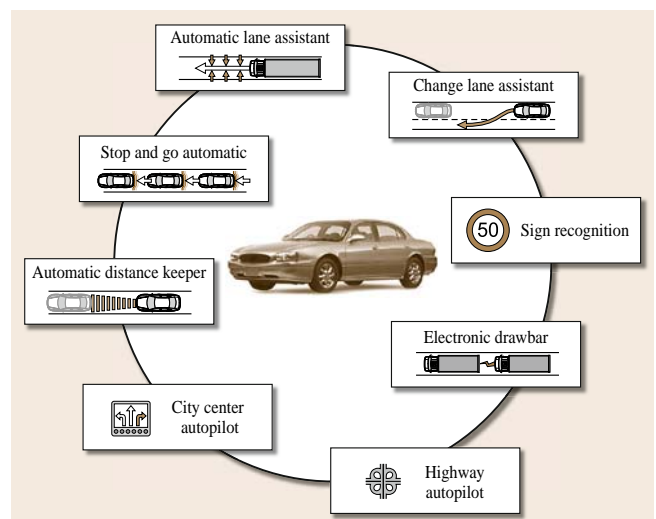 Automatic lane assistant
Change lane assistant
Stop and go automatic
50
Sign recognition
Automatic distance keeper
Electronic drawbar
City center
autopilot
Highway
autopilot